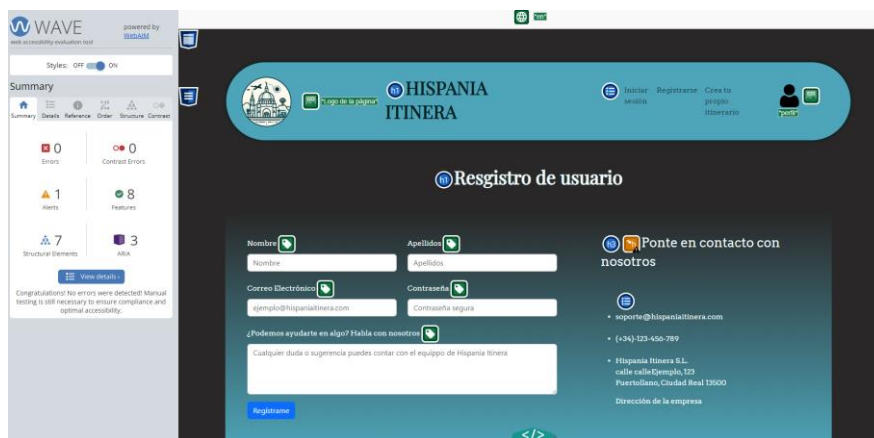 WAVE
web accessibility evaluation tool
powered by
WebAIM
Styles: OFF ON
Summary
Summary Details Reference Order Structure Contrast
0
Errors
0
Contrast Errors
1
Alerts
8
Features
7
Structural Elements
3
ARIA
View details ›
Congratulations! No errors were detected! Manual
testing is still necessary to ensure compliance and
optimal accessibility.
*Logo de la página*
h1 HISPANIA
ITINERA
Iniciar
sesión
Registrarse
Crea tu
propio
itinerario
*perfil*
h1 Resgistro de usuario
Nombre
Nombre
Apellidos
Apellidos
Correo Electrónico
ejemplo@hispaniaitinera.com
Contraseña
Contraseña segura
¿Podemos ayudarte en algo? Habla con nosotros
Cualquier duda o sugerencia puedes contar con el equippo de Hispania Itinera
Regístrame
h3 Ponte en contacto con
nosotros
soporte@hispaniaitinera.com
(+34)-123-456-789
Hispania Itinera S.L.
calle calleEjemplo, 123
Puertollano, Ciudad Real 13500
Dirección de la empresa
</>